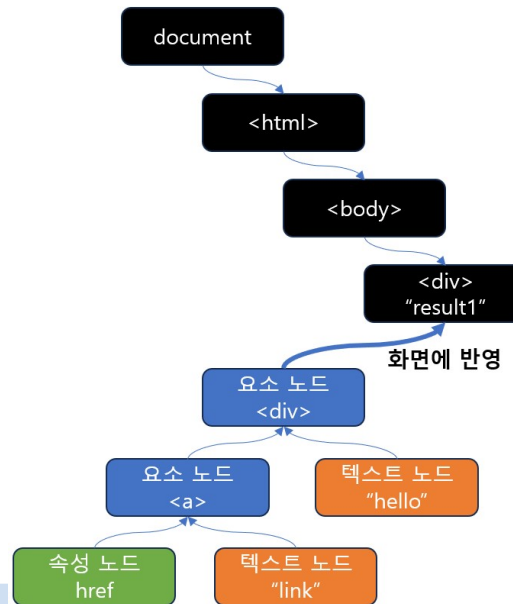 document
<html>
<body>
<div>
“result1”
화면에 반영
요소 노드
<div>
요소 노드
<a>
텍스트 노드
“hello”
속성 노드
href
텍스트 노드
“link”